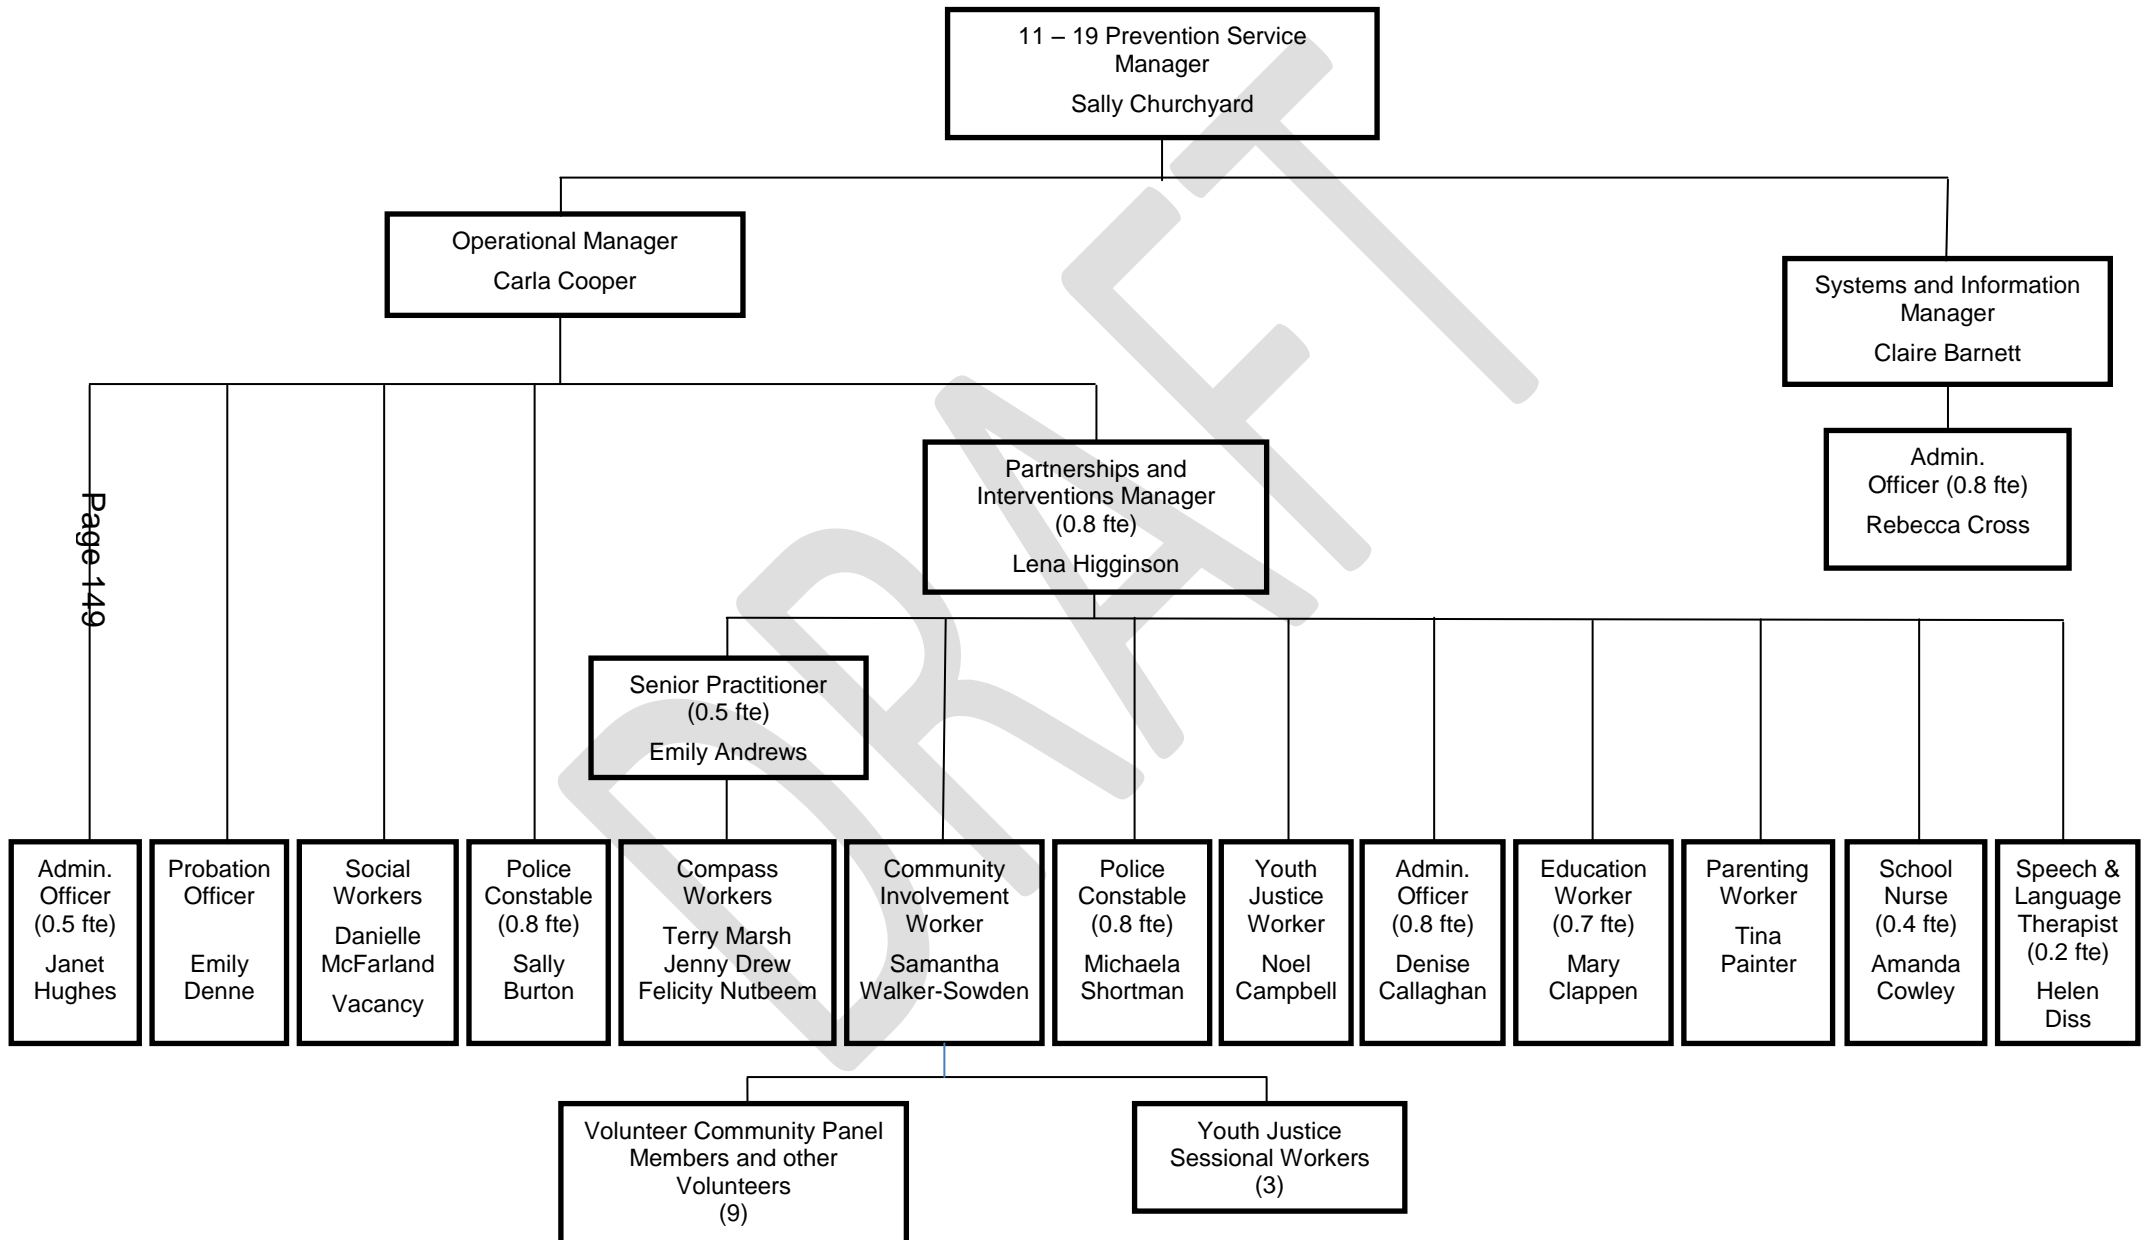 11 – 19 Prevention Service
Manager
Sally Churchyard
Operational Manager
Carla Cooper
Systems and Information
Manager
Claire Barnett
Admin.
Officer (0.8 fte)
Rebecca Cross
Partnerships and
Interventions Manager
(0.8 fte)
Lena Higginson
Page 149
Senior Practitioner
(0.5 fte)
Emily Andrews
Admin.
Officer
(0.5 fte)
Janet
Hughes
Probation
Officer
Emily
Denne
Social
Workers
Danielle
McFarland
Vacancy
Police
Constable
(0.8 fte)
Sally
Burton
Compass
Workers
Terry Marsh
Jenny Drew
Felicity Nutbeem
Community
Involvement
Worker
Samantha
Walker-Sowden
Police
Constable
(0.8 fte)
Michaela
Shortman
Youth
Justice
Worker
Noel
Campbell
Admin.
Officer
(0.8 fte)
Denise
Callaghan
Education
Worker
(0.7 fte)
Mary
Clappen
Parenting
Worker
Tina
Painter
School
Nurse
(0.4 fte)
Amanda
Cowley
Speech &
Language
Therapist
(0.2 fte)
Helen
Diss
Volunteer Community Panel
Members and other
Volunteers
(9)
Youth Justice
Sessional Workers
(3)
DRAFT